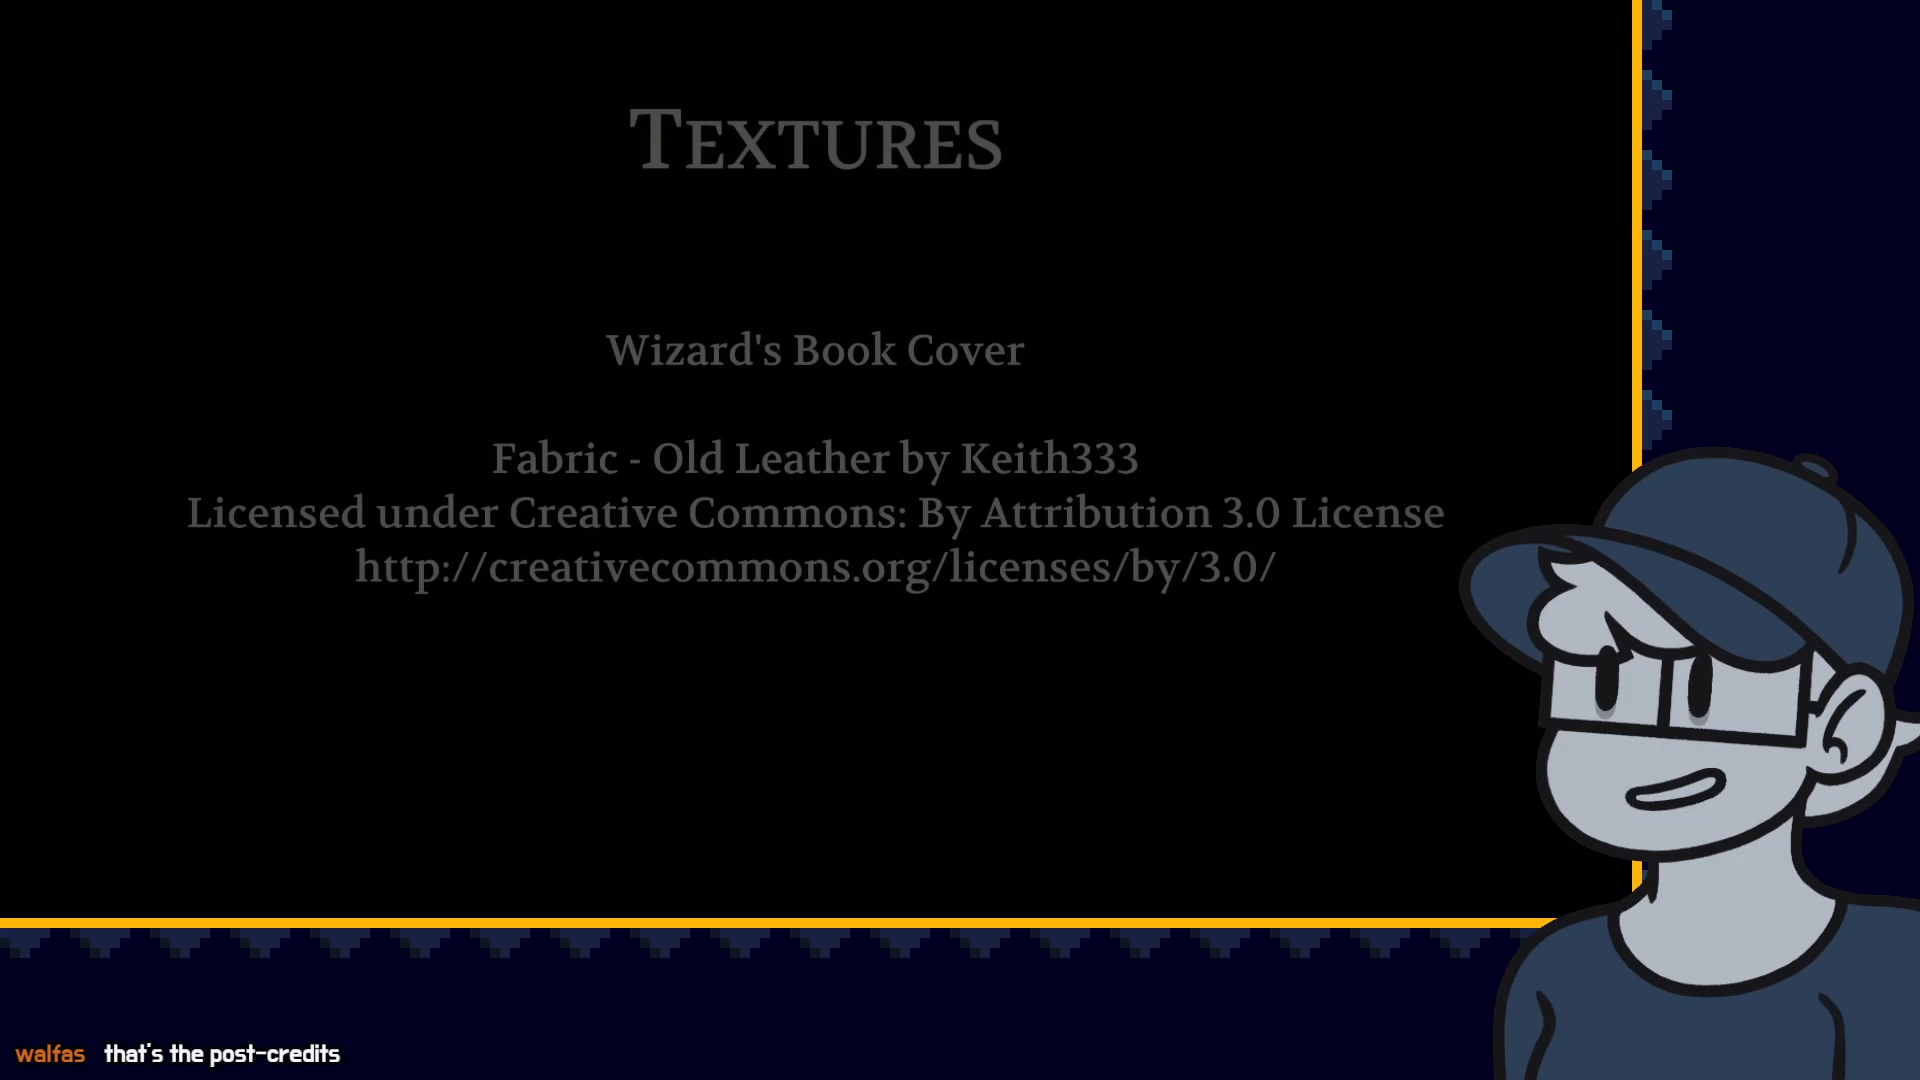 TEXTURES
Wizard's Book Cover
Fabric - Old Leather by Keith333
Licensed under Creative Commons: By Attribution 3.0 License
http://creativecommons.org/licenses/by/3.0/
walfas that's the post-credits